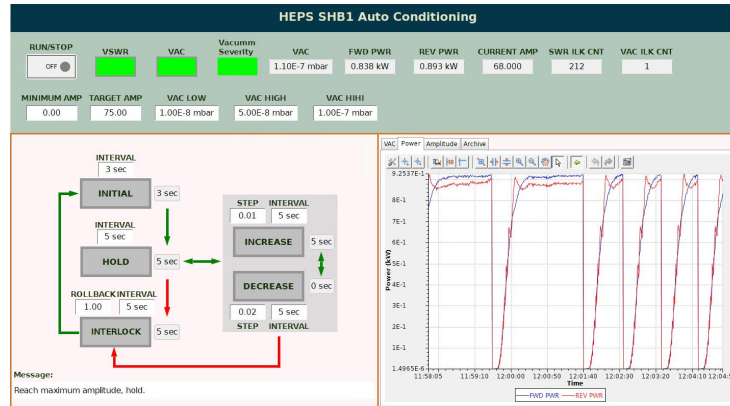 HEPS SHB1 Auto Conditioning
RUN/STOP VSWR VAC Vacumm Severity VAC FWD PWR REV PWR CURRENT AMP SWR ILK CNT VAC ILK CNT
OFF 1.10E-7 mbar 0.838 kW 0.893 kW 68.000 212 1
MINIMUM AMP TARGET AMP VAC LOW VAC HIGH VAC HIHI
0.00 75.00 1.00E-8 mbar 5.00E-8 mbar 1.00E-7 mbar
INTERVAL
3 sec
INITIAL 3 sec
INTERVAL
5 sec
HOLD 5 sec
ROLLBACK INTERVAL
1.00 5 sec
INTERLOCK 5 sec
STEP INTERVAL
0.01 5 sec
INCREASE 5 sec
DECREASE 0 sec
0.02 5 sec
STEP INTERVAL
Message:
Reach maximum amplitude, hold.
VAC Power Amplitude Archive
9.2537E-1
8E-1
7E-1
6E-1
5E-1
4E-1
3E-1
2E-1
1E-1
1.4965E-6
Power (kW)
11:58:05 11:59:10 12:00:00 12:00:50 12:01:40 12:02:30 12:03:20 12:04:10 12:04:5
Time
FWD PWR REV PWR